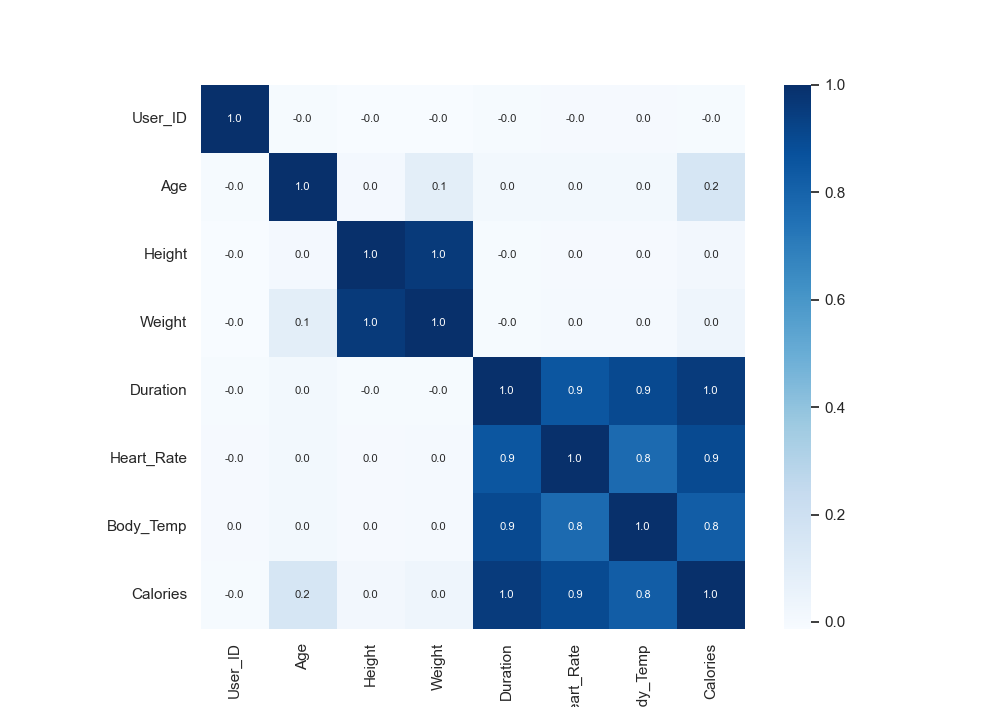 User_ID 1.0 -0.0 -0.0 -0.0 -0.0 -0.0 0.0 -0.0
Age -0.0 1.0 0.0 0.1 0.0 0.0 0.0 0.2
Height -0.0 0.0 1.0 1.0 -0.0 0.0 0.0 0.0
Weight -0.0 0.1 1.0 1.0 -0.0 0.0 0.0 0.0
Duration -0.0 0.0 -0.0 -0.0 1.0 0.9 0.9 1.0
Heart_Rate -0.0 0.0 0.0 0.0 0.9 1.0 0.8 0.9
Body_Temp 0.0 0.0 0.0 0.0 0.9 0.8 1.0 0.8
Calories -0.0 0.2 0.0 0.0 1.0 0.9 0.8 1.0
User_ID
Age
Height
Weight
Duration
eart_Rate
dy_Temp
Calories
1.0
0.8
0.6
0.4
0.2
0.0